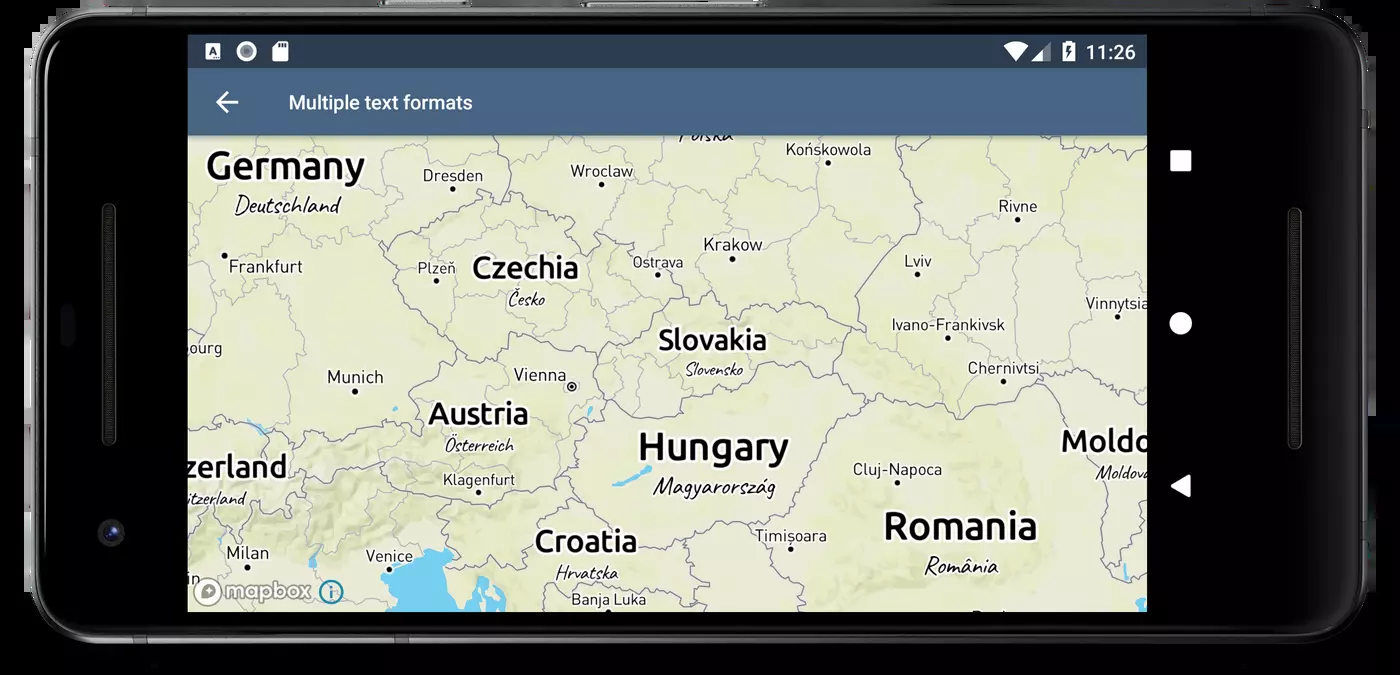 11:26
Multiple text formats
Polska
Końskowola
Germany
Deutschland
Dresden
Wroclaw
Rivne
Krakow
Frankfurt
Plzeň
Czechia
Česko
Ostrava
Lviv
Vinnytsia
Ivano-Frankivsk
Slovakia
Slovensko
ourg
Munich
Vienna
Chernivtsi
Austria
Österreich
Hungary
Magyarország
Moldo
Moldova
zerland
itzerland
Klagenfurt
Cluj-Napoca
Romania
România
Croatia
Hrvatska
Timișoara
Milan
Venice
Banja Luka
mapbox